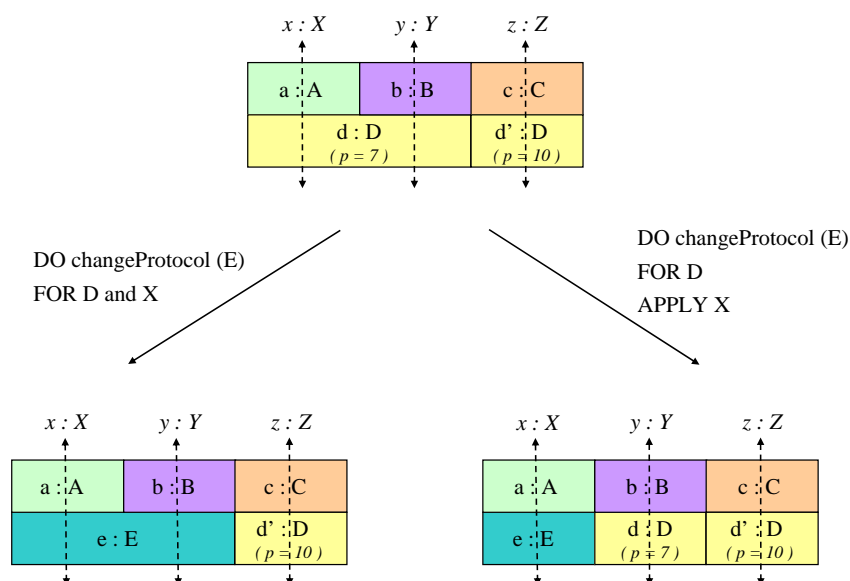 x : X y : Y z : Z
a : A b : B c : C
d : D d’ : D
( p = 7 ) ( p = 10 )
DO changeProtocol (E)
FOR D and X
DO changeProtocol (E)
FOR D
APPLY X
x : X y : Y z : Z
a : A b : B c : C
e : E d’ : D
( p = 10 )
x : X y : Y z : Z
a : A b : B c : C
e : E d : D d’ : D
( p = 7 ) ( p = 10 )